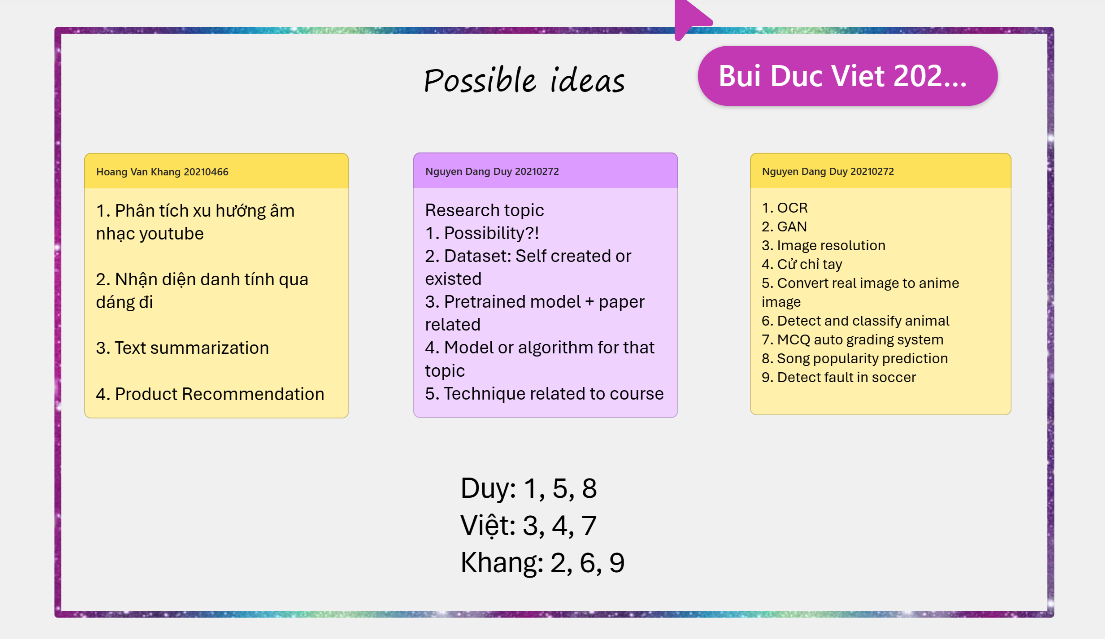 Possible ideas
Bui Duc Viet 202...
Hoang Van Khang 20210466
1. Phân tích xu hướng âm
nhạc youtube
2. Nhận diện danh tính qua
dáng đi
3. Text summarization
4. Product Recommendation
Nguyen Dang Duy 20210272
Research topic
1. Possibility?!
2. Dataset: Self created or
existed
3. Pretrained model + paper
related
4. Model or algorithm for that
topic
5. Technique related to course
Nguyen Dang Duy 20210272
1. OCR
2. GAN
3. Image resolution
4. Cử chỉ tay
5. Convert real image to anime
image
6. Detect and classify animal
7. MCQ auto grading system
8. Song popularity prediction
9. Detect fault in soccer
Duy: 1, 5, 8
Việt: 3, 4, 7
Khang: 2, 6, 9